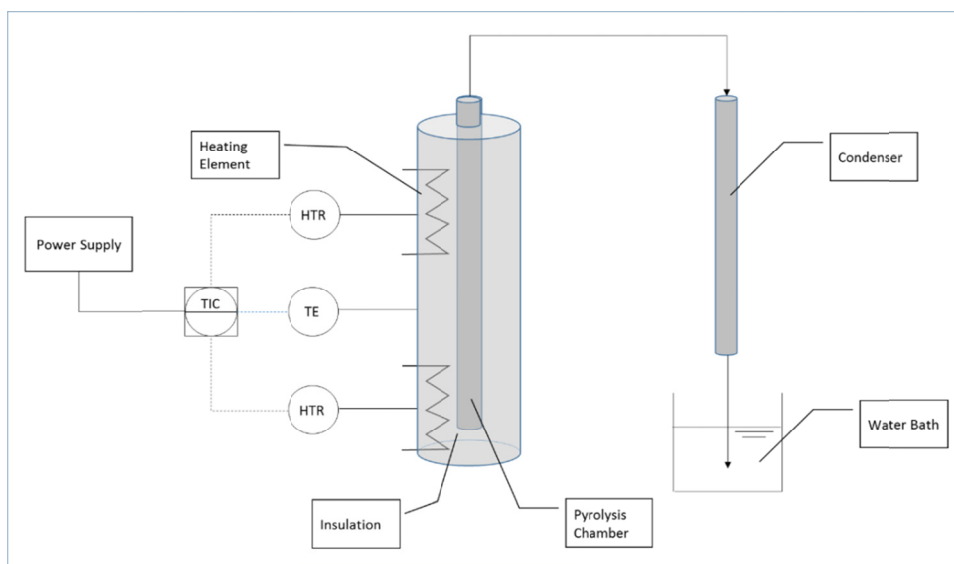 Heating
Element
Condenser
HTR
Power Supply
TIC
TE
HTR
Water Bath
Insulation
Pyrolysis
Chamber